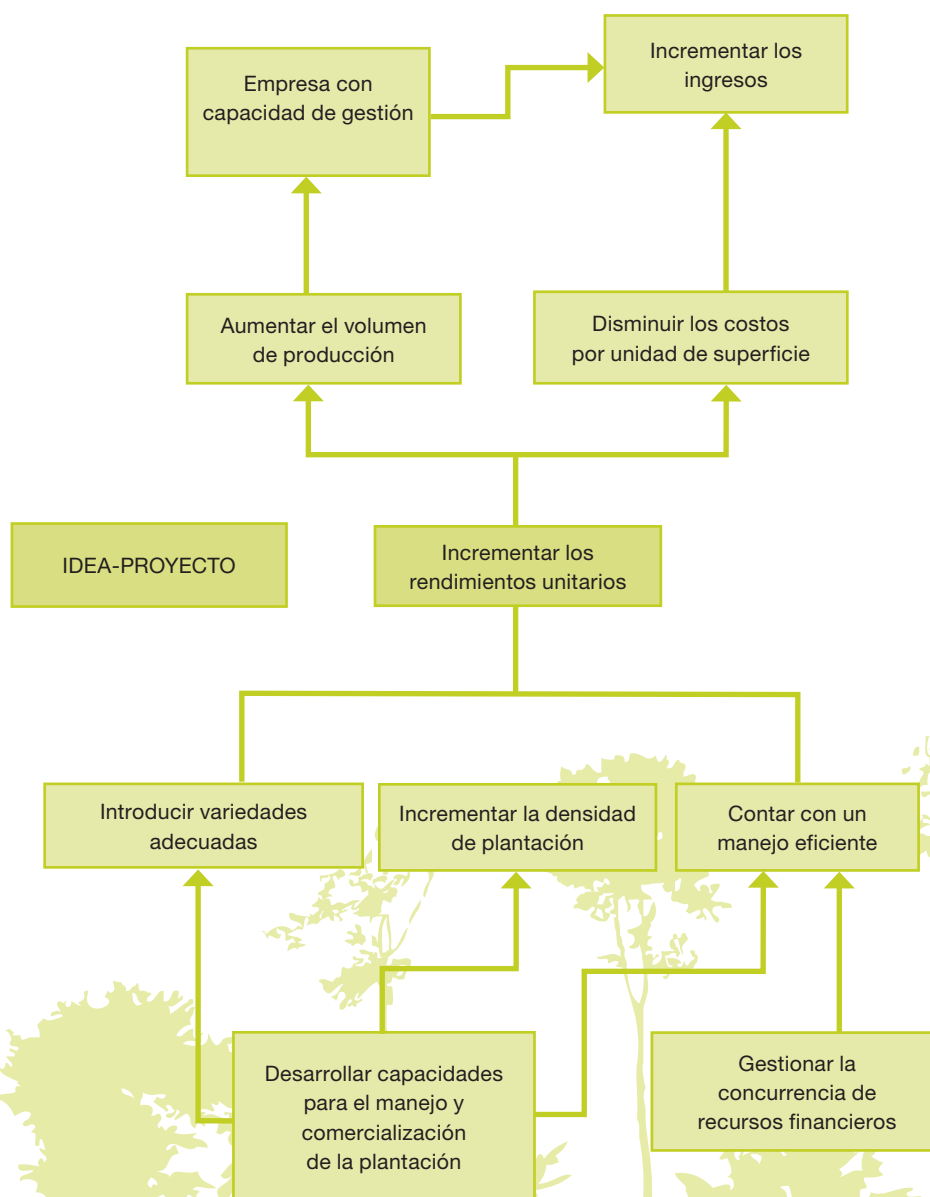 Empresa con
capacidad de gestión
Incrementar los
ingresos
Aumentar el volumen
de producción
Disminuir los costos
por unidad de superficie
IDEA-PROYECTO
Incrementar los
rendimientos unitarios
Introducir variedades
adecuadas
Incrementar la densidad
de plantación
Contar con un
manejo eficiente
Desarrollar capacidades
para el manejo y
comercialización
de la plantación
Gestionar la
concurrencia de
recursos financieros